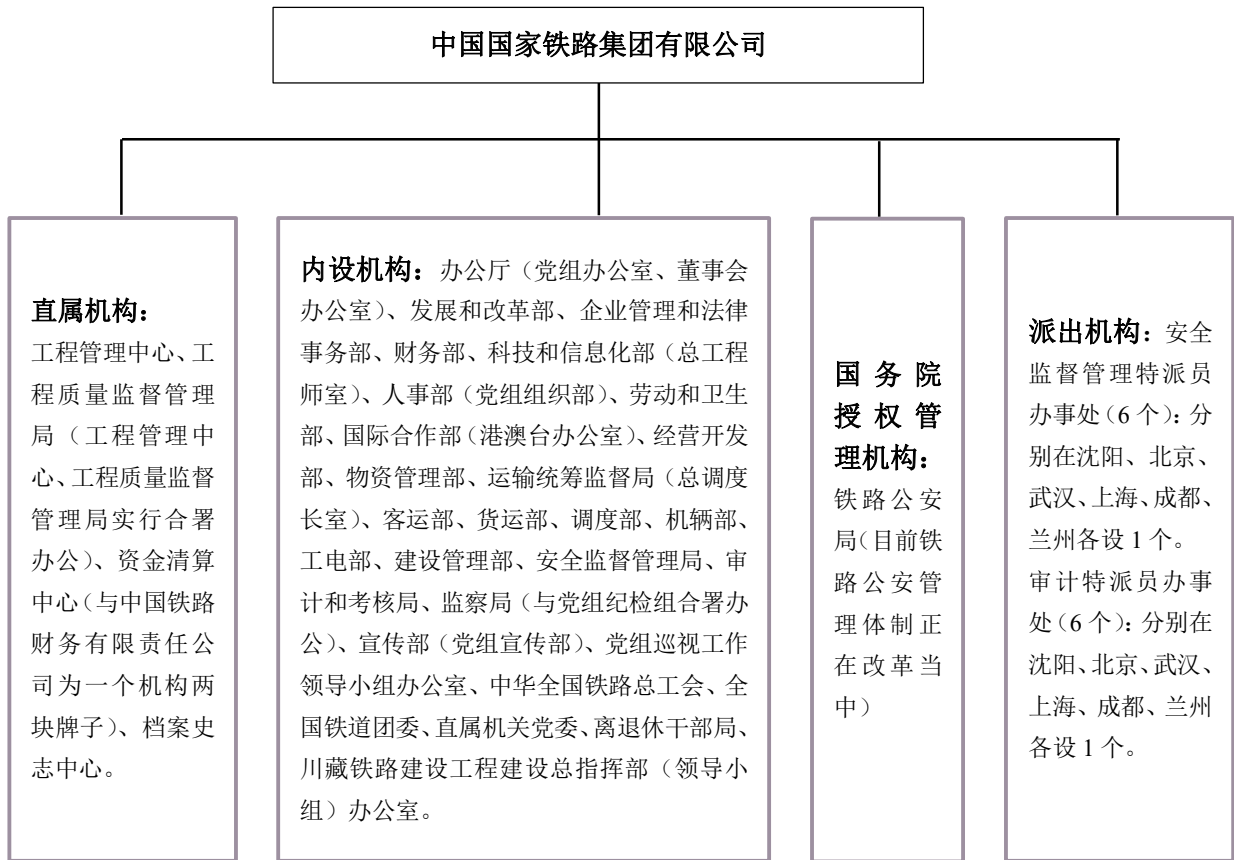 中国国家铁路集团有限公司
直属机构：
工程管理中心、工
程质量监督管理
局（工程管理中
心、工程质量监督
管理局实行合署
办公）、资金清算
中心（与中国铁路
财务有限责任公
司为一个机构两
块牌子）、档案史
志中心。
内设机构：办公厅（党组办公室、董事会
办公室）、发展和改革部、企业管理和法律
事务部、财务部、科技和信息化部（总工程
师室）、人事部（党组组织部）、劳动和卫生
部、国际合作部（港澳台办公室）、经营开发
部、物资管理部、运输统筹监督局（总调度
长室）、客运部、货运部、调度部、机辆部、
工电部、建设管理部、安全监督管理局、审
计和考核局、监察局（与党组纪检组合署办
公）、宣传部（党组宣传部）、党组巡视工作
领导小组办公室、中华全国铁路总工会、全
国铁道团委、直属机关党委、离退休干部局、
川藏铁路建设工程建设总指挥部（领导小
组）办公室。
国务院
授权管
理机构：
铁路公安
局（目前铁
路公安管
理体制正
在改革当
中）
派出机构：安全
监督管理特派员
办事处（6 个）：分
别在沈阳、北京、
武汉、上海、成都、
兰州各设 1 个。
审计特派员办事
处（6 个）：分别在
沈阳、北京、武汉、
上海、成都、兰州
各设 1 个。